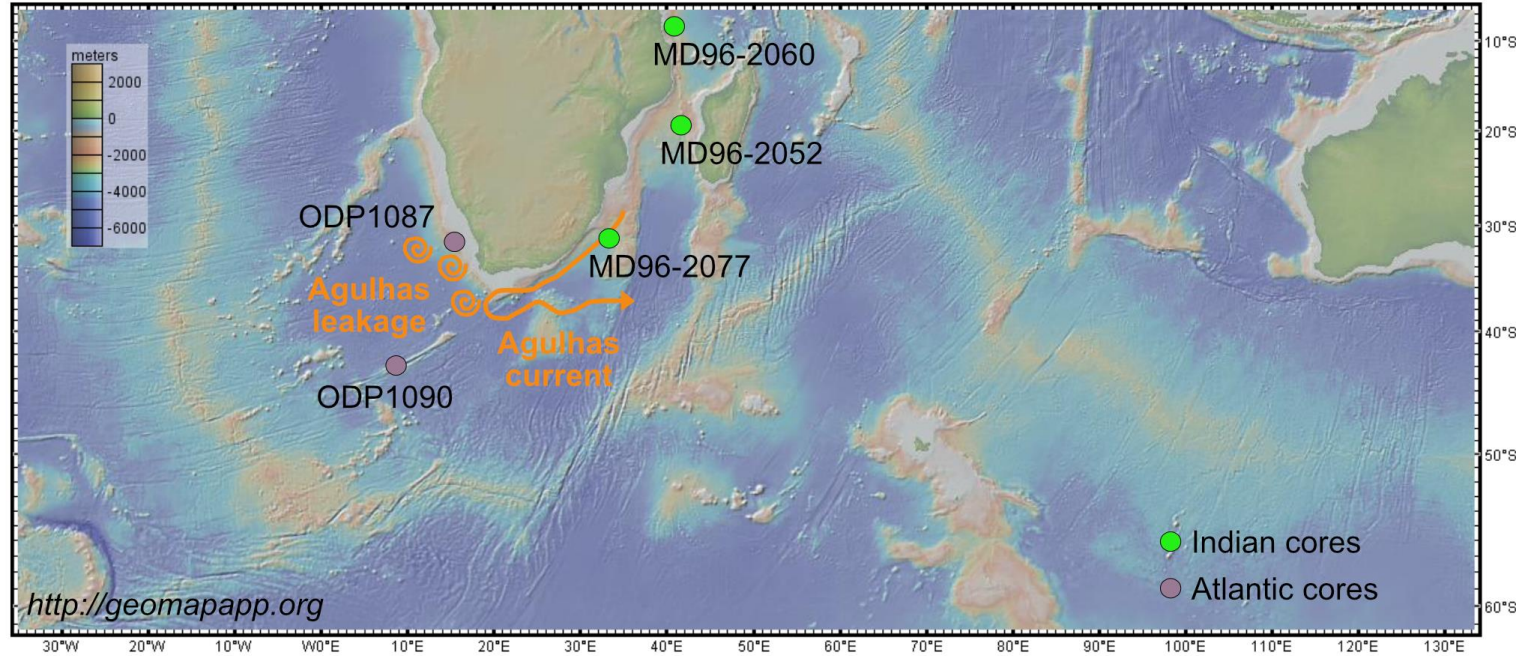 meters
2000
0
-2000
-4000
-6000
MD96-2060
MD96-2052
ODP1087
MD96-2077
Agulhas
leakage
Agulhas
current
ODP1090
Indian cores
Atlantic cores
http://geomapapp.org
10°S
20°S
30°S
40°S
50°S
60°S
30°W
20°W
10°W
W0°E
10°E
20°E
30°E
40°E
50°E
60°E
70°E
80°E
90°E
100°E
110°E
120°E
130°E